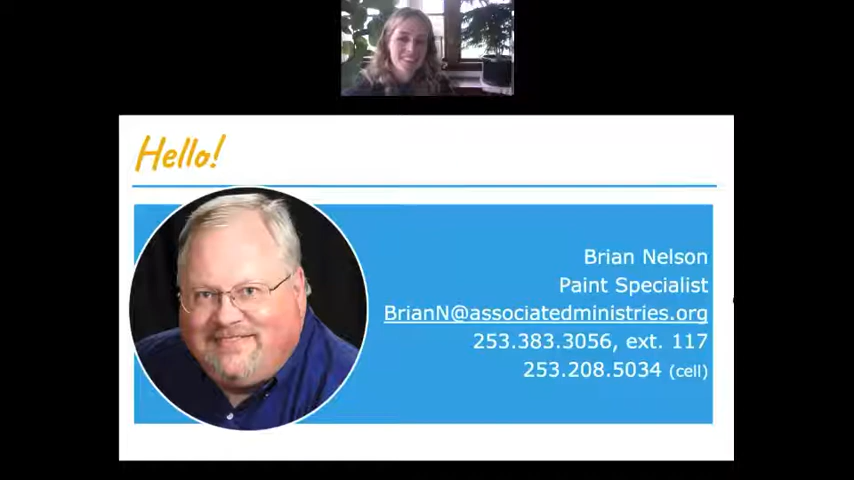 Hello!
Brian Nelson
Paint Specialist
BrianN@associatedministries.org
253.383.3056, ext. 117
253.208.5034 (cell)